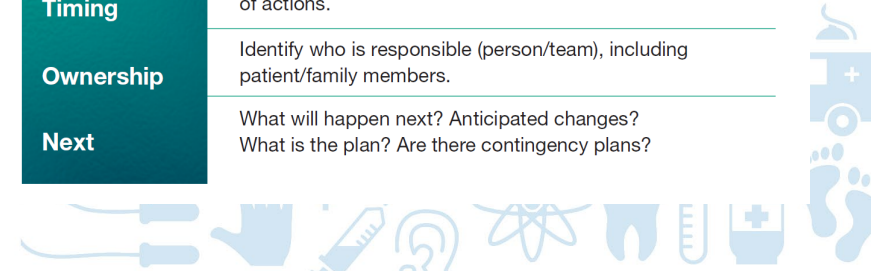 Timing
of actions.
Ownership
Identify who is responsible (person/team), including
patient/family members.
Next
What will happen next? Anticipated changes?
What is the plan? Are there contingency plans?